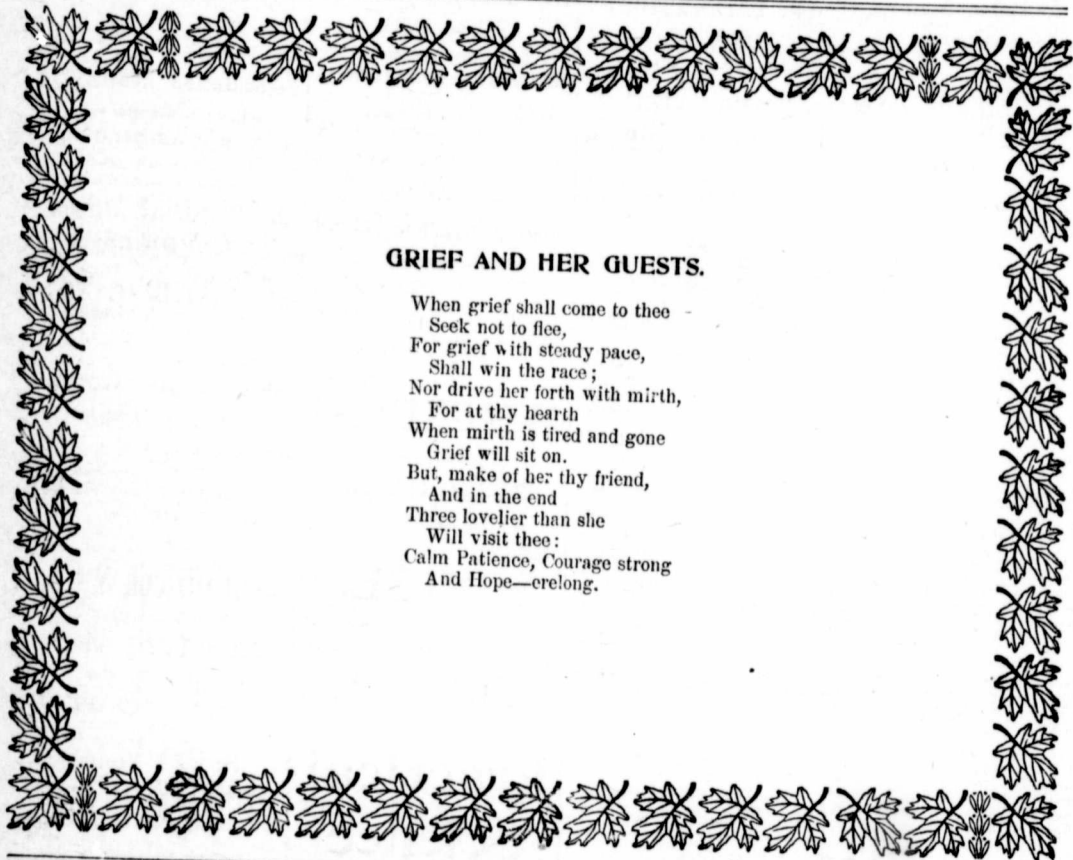 GRIEF AND HER GUESTS.
When grief shall come to thee
Seek not to flee,
For grief with steady pace,
Shall win the race;
Nor drive her forth with mirth,
For at thy hearth
When mirth is tired and gone
Grief will sit on.
But, make of her thy friend,
And in the end
Three lovelier than she
Will visit thee:
Calm Patience, Courage strong
And Hope—erelong.